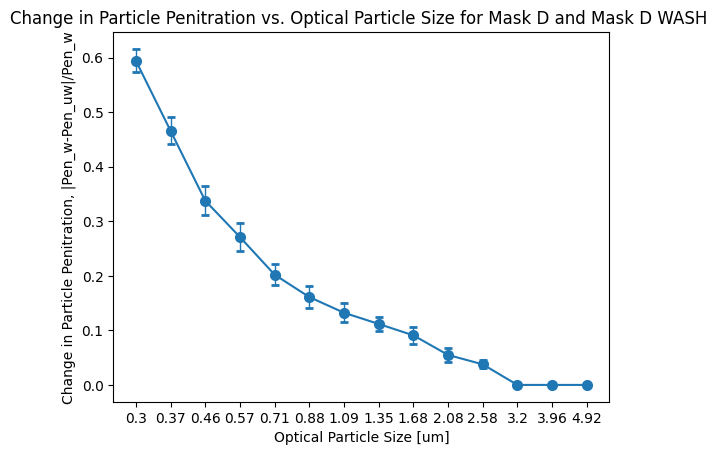 Change in Particle Penitration vs. Optical Particle Size for Mask D and Mask D WASH
Change in Particle Penitration, |Pen_w-Pen_uw|/Pen_w
0.6
0.5
0.4
0.3
0.2
0.1
0.0
0.3 0.37 0.46 0.57 0.71 0.88 1.09 1.35 1.68 2.08 2.58 3.2 3.96 4.92
Optical Particle Size [um]